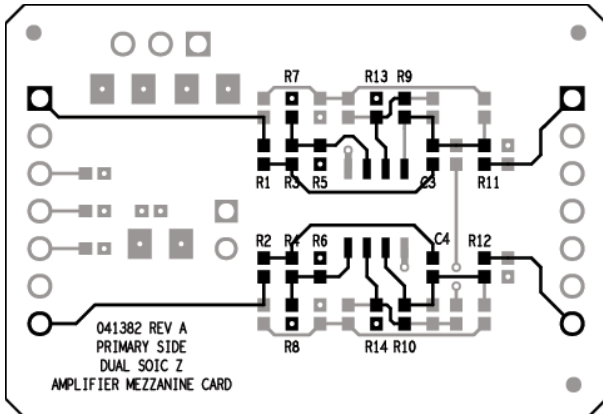 R7 R13 R9
R1 R3 R5 C3 R11
R2 R4 R6 C4 R12
041382 REV A
PRIMARY SIDE
DUAL SOIC Z
AMPLIFIER MEZZANINE CARD
R8 R14 R10